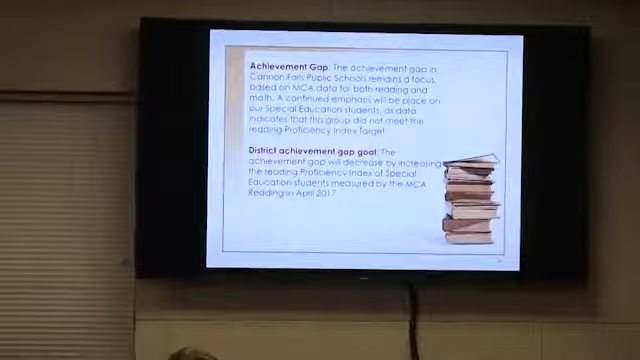 Achievement Gap: The achievement gap in
Cannon Falls Public Schools remains a focus,
based on MCA data for both reading and
math. A continued emphasis will be place on
our Special Education students, as data
indicates that this group did not meet the
reading Proficiency Index Target
District achievement gap goal: The
achievement gap will decrease by increasing
the reading Proficiency Index of Special
Education students measured by the MCA
Reading in April 2017